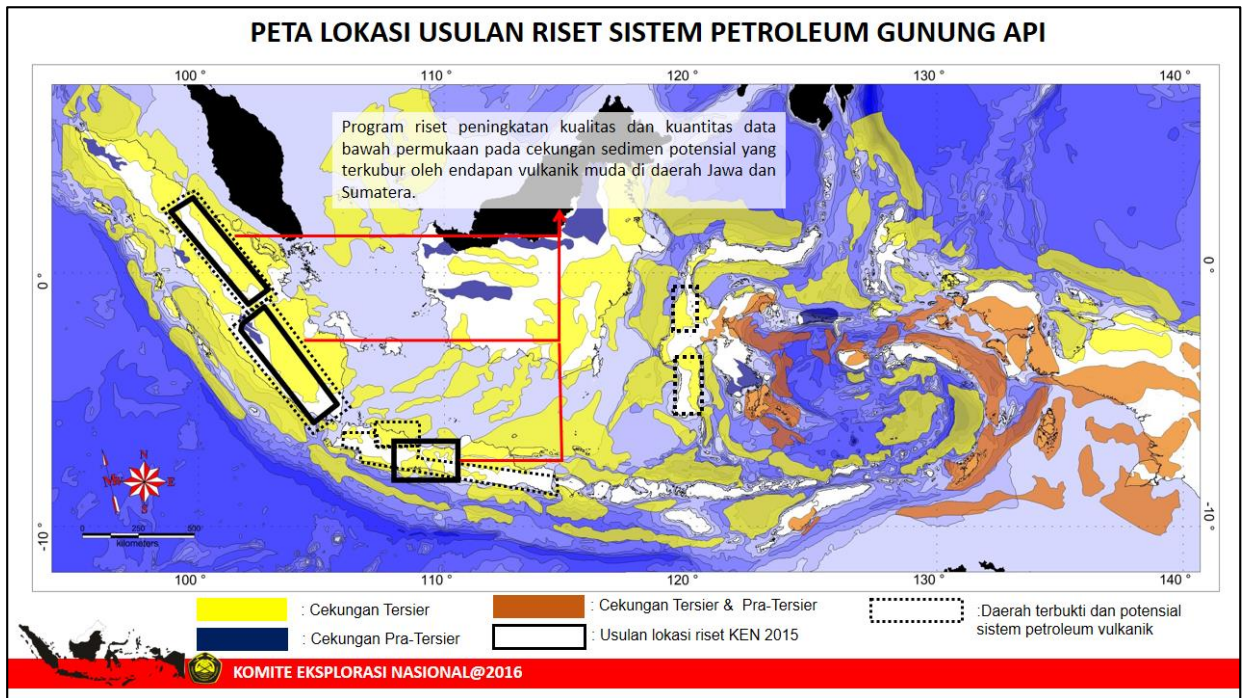 PETA LOKASI USULAN RISET SISTEM PETROLEUM GUNUNG API
100 °
110 °
120 °
130 °
140 °
Program riset peningkatan kualitas dan kuantitas data
bawah permukaan pada cekungan sedimen potensial yang
terkubur oleh endapan vulkanik muda di daerah Jawa dan
Sumatera.
0 °
0 °
N
E
S
0 250 500
kilometers
-10 °
-10 °
100 °
110 °
120 °
130 °
140 °
: Cekungan Tersier
: Cekungan Tersier & Pra-Tersier
:Daerah terbukti dan potensial
sistem petroleum vulkanik
: Cekungan Pra-Tersier
: Usulan lokasi riset KEN 2015
KOMITE EKSPLORASI NASIONAL@2016